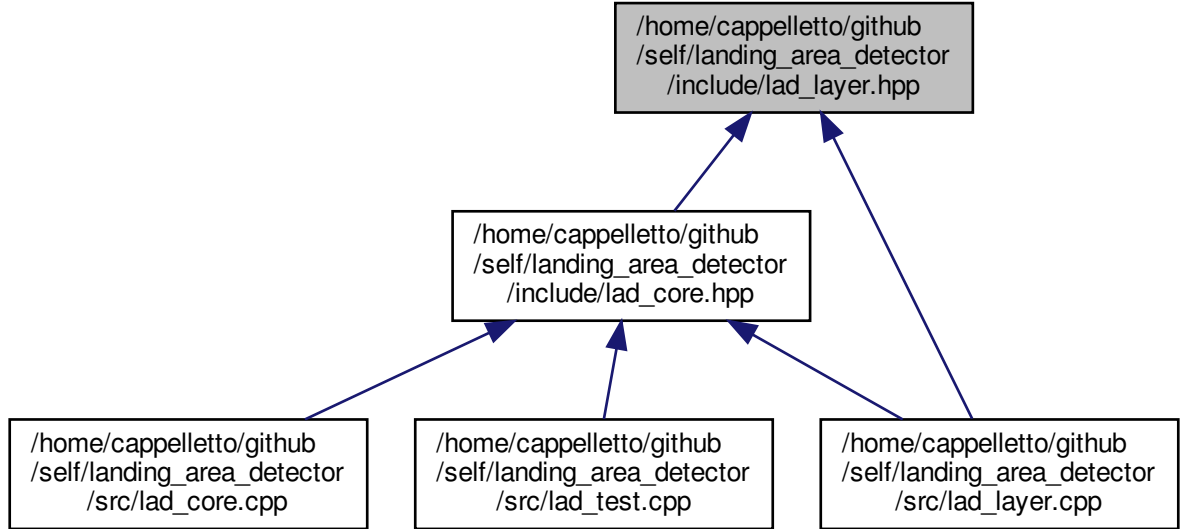 /home/cappelletto/github
/self/landing_area_detector
/include/lad_layer.hpp
/home/cappelletto/github
/self/landing_area_detector
/include/lad_core.hpp
/home/cappelletto/github
/self/landing_area_detector
/src/lad_core.cpp
/home/cappelletto/github
/self/landing_area_detector
/src/lad_test.cpp
/home/cappelletto/github
/self/landing_area_detector
/src/lad_layer.cpp